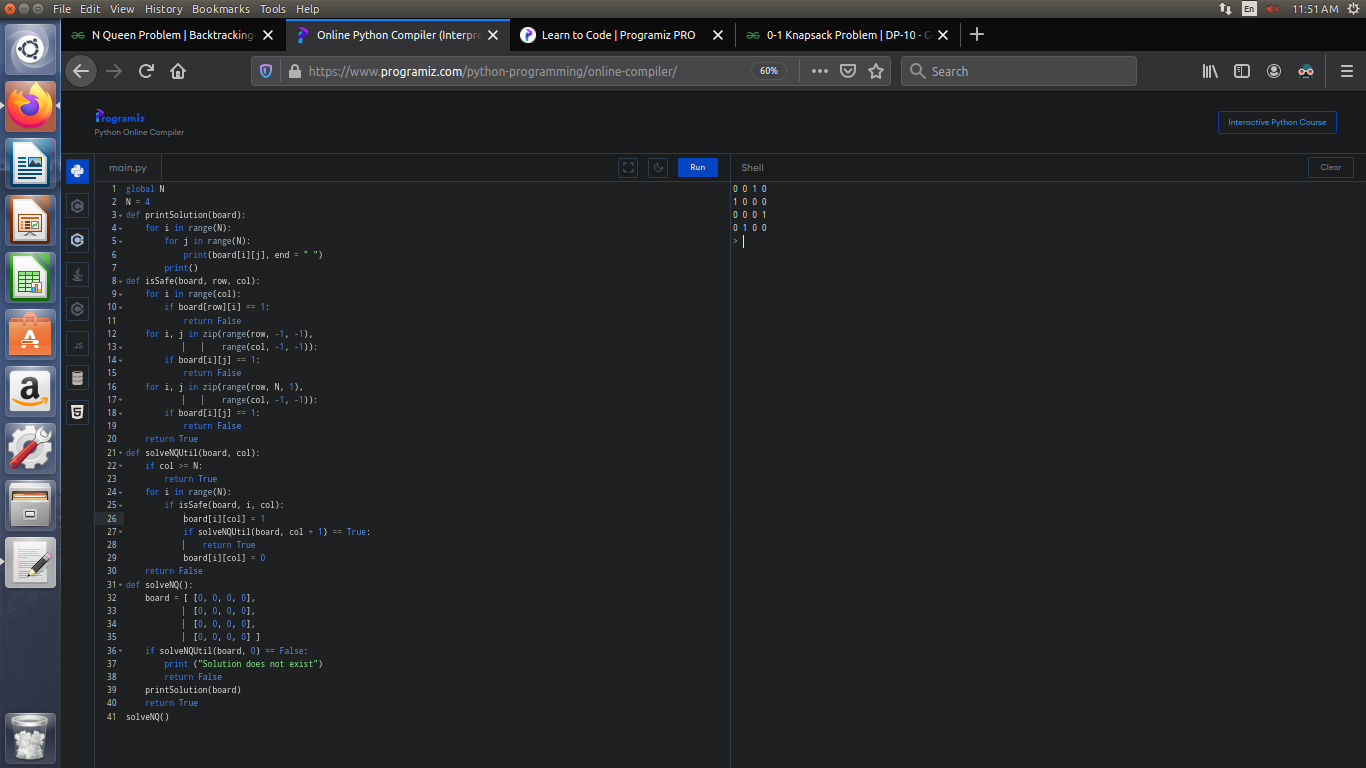 File Edit View History Bookmarks Tools Help En 11:51 AM
N Queen Problem | Backtracking- Online Python Compiler (Interpre Learn to Code | Programiz PRO 0-1 Knapsack Problem | DP-10 - G
https://www.programiz.com/python-programming/online-compiler/ 60% Search
Programiz
Python Online Compiler
Interactive Python Course
main.py Run Shell Clear
1 global N
2 N = 4
3 def printSolution(board):
4 for i in range(N):
5 for j in range(N):
6 print(board[i][j], end = " ")
7 print()
8 def isSafe(board, row, col):
9 for i in range(col):
10 if board[row][i] == 1:
11 return False
12 for i, j in zip(range(row, -1, -1),
13 range(col, -1, -1)):
14 if board[i][j] == 1:
15 return False
16 for i, j in zip(range(row, N, 1),
17 range(col, -1, -1)):
18 if board[i][j] == 1:
19 return False
20 return True
21 def solveNQUtil(board, col):
22 if col >= N:
23 return True
24 for i in range(N):
25 if isSafe(board, i, col):
26 board[i][col] = 1
27 if solveNQUtil(board, col + 1) == True:
28 return True
29 board[i][col] = 0
30 return False
31 def solveNQ():
32 board = [ [0, 0, 0, 0],
33 [0, 0, 0, 0],
34 [0, 0, 0, 0],
35 [0, 0, 0, 0] ]
36 if solveNQUtil(board, 0) == False:
37 print ("Solution does not exist")
38 return False
39 printSolution(board)
40 return True
41 solveNQ()
0 0 1 0
1 0 0 0
0 0 0 1
0 1 0 0
>
JS